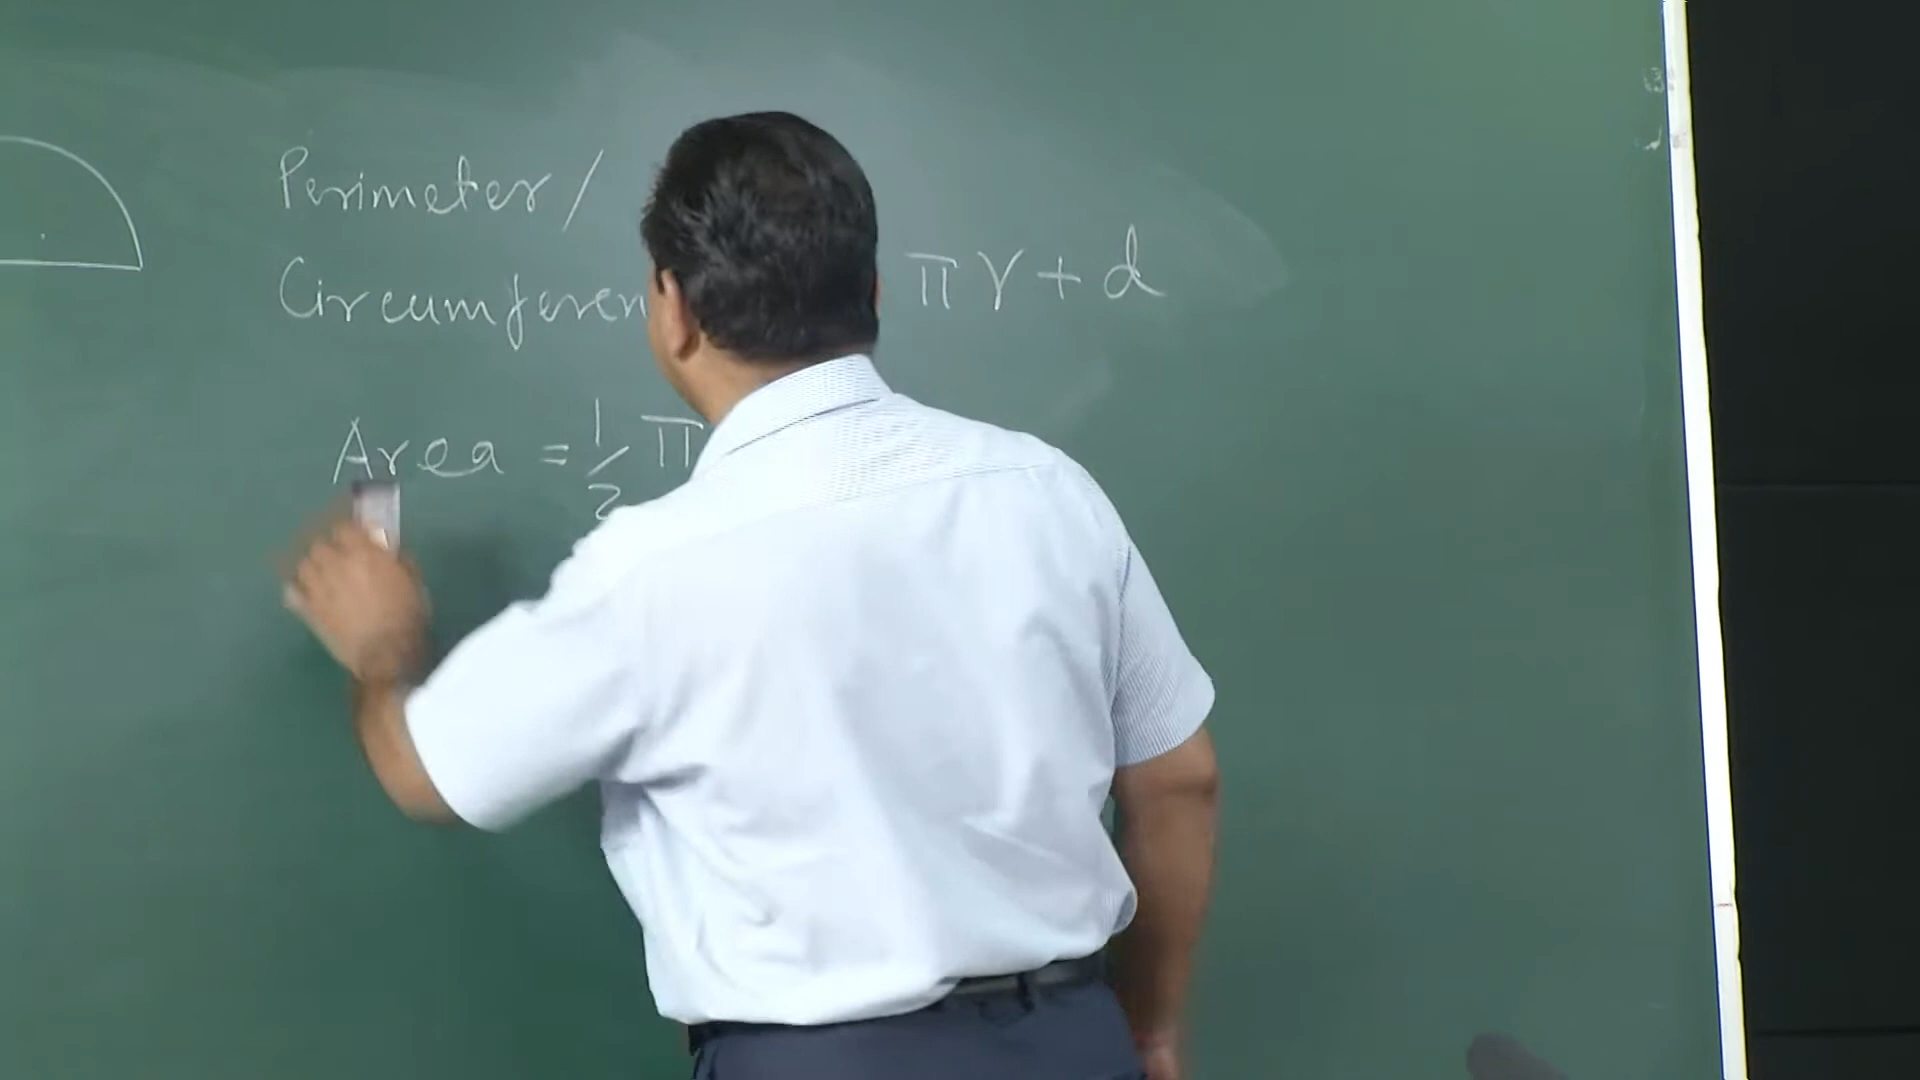 Perimeter /
Circumferen πr + d
Area = 1/2 π